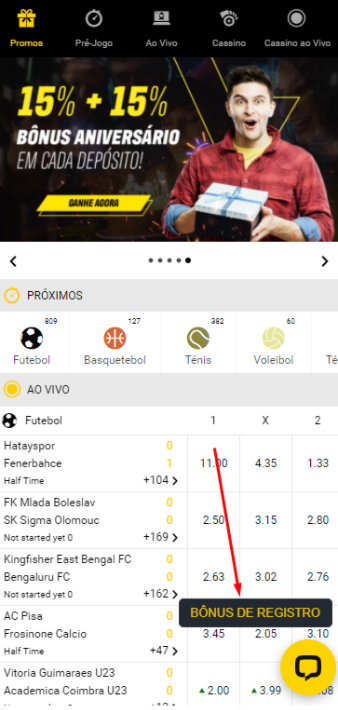 Promos
Pré-Jogo
Ao Vivo
Cassino
Cassino ao Vivo
15% + 15%
BÔNUS ANIVERSÁRIO
EM CADA DEPÓSITO!
GANHE AGORA
PRÓXIMOS
809
127
382
60
Futebol
Basquetebol
Ténis
Voleibol
Té
AO VIVO
Futebol 1 X 2
Hatayspor 0
Fenerbahce 1 11.00 4.35 1.33
Half Time +104
FK Mlada Boleslav 0
SK Sigma Olomouc 0 2.50 3.15 2.80
Not started yet 0 +169
Kingfisher East Bengal FC 0
Bengaluru FC 0 2.63 3.02 2.76
Not started yet 0 +162
BÔNUS DE REGISTRO
AC Pisa 0
Frosinone Calcio 0 3.45 2.05 3.10
Half Time +47
Vitoria Guimaraes U23 0
Academica Coimbra U23 0 2.00 3.99 .08